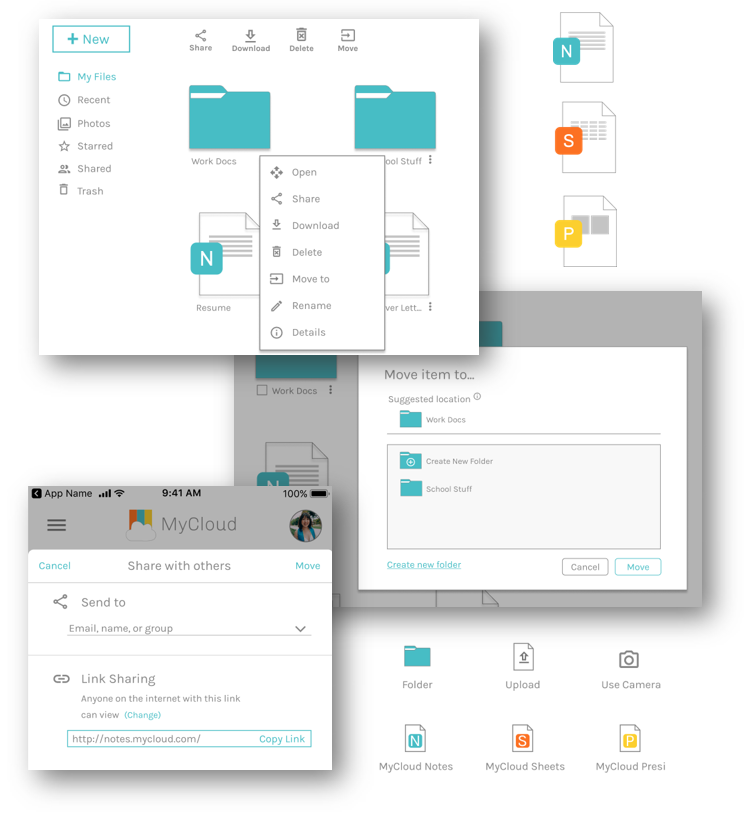 + New
Share
Download
Delete
Move
My Files
Recent
Photos
Starred
Shared
Trash
Work Docs
ool Stuff
Open
Share
Download
Delete
Move to
Rename
Details
N
Resume
ver Lett...
N
S
P
Work Docs
N
Move item to...
Suggested location
Work Docs
Create New Folder
School Stuff
Create new folder
Cancel
Move
App Name
9:41 AM
100%
MyCloud
Cancel
Share with others
Move
Send to
Email, name, or group
Link Sharing
Anyone on the internet with this link
can view (Change)
http://notes.mycloud.com/
Copy Link
Folder
Upload
Use Camera
N
S
P
MyCloud Notes
MyCloud Sheets
MyCloud Presi